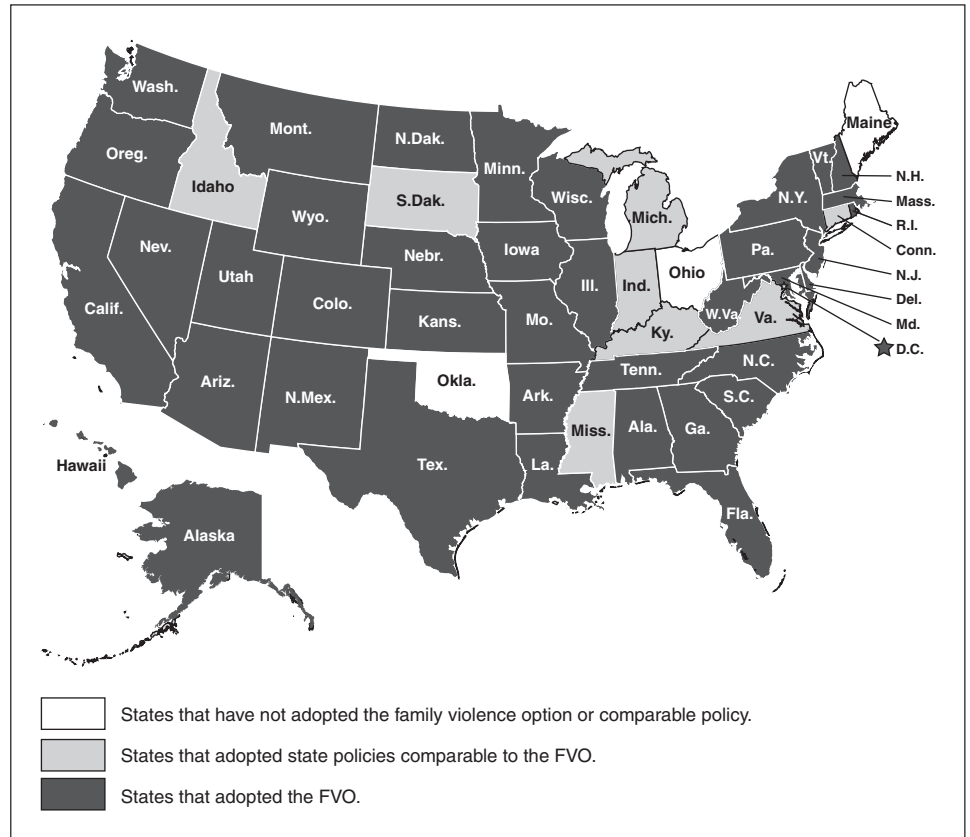 Wash.
Mont.
N.Dak.
Minn.
Maine
Oreg.
Idaho
S.Dak.
Wisc.
Mich.
Vt.
N.H.
N.Y.
Mass.
R.I.
Conn.
N.J.
Del.
Md.
D.C.
Wyo.
Nebr.
Iowa
Pa.
Nev.
Utah
Colo.
Ill.
Ind.
Ohio
Calif.
Kans.
Mo.
Ky.
W.Va.
Va.
Ariz.
N.Mex.
Okla.
Ark.
Tenn.
N.C.
S.C.
Tex.
La.
Miss.
Ala.
Ga.
Fla.
Hawaii
Alaska
States that have not adopted the family violence option or comparable policy.
States that adopted state policies comparable to the FVO.
States that adopted the FVO.